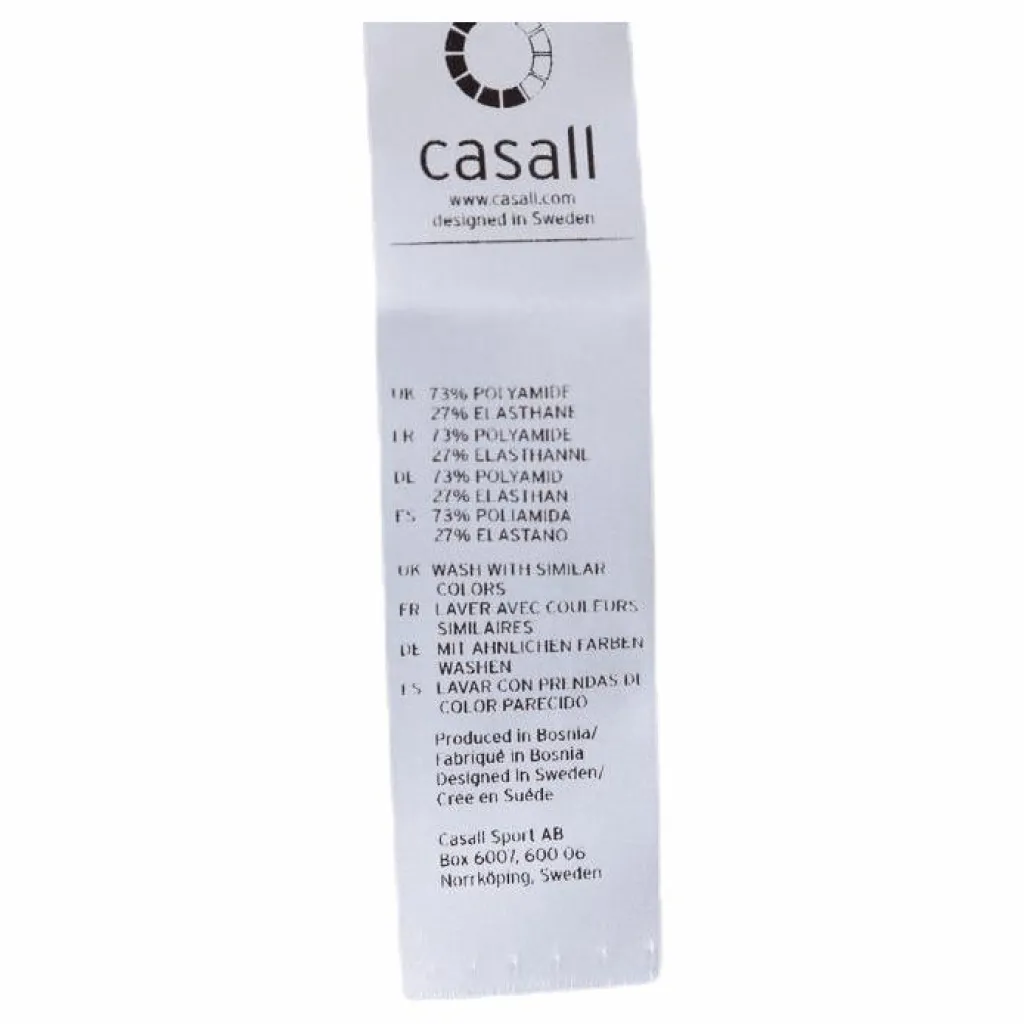 casall
www.casall.com
designed in Sweden
UK 73% POLYAMIDE
27% ELASTHANE
FR 73% POLYAMIDE
27% ELASTHANNE
DE 73% POLYAMID
27% ELASTHAN
ES 73% POLIAMIDA
27% ELASTANO
UK WASH WITH SIMILAR
COLORS
FR LAVER AVEC COULEURS
SIMILAIRES
DE MIT AHNLICHEN FARBEN
WASHEN
ES LAVAR CON PRENDAS DE
COLOR PARECIDO
Produced in Bosnia/
Fabriqué in Bosnia
Designed in Sweden/
Cree en Suéde
Casall Sport AB
Box 6007, 600 06
Norrköping, Sweden